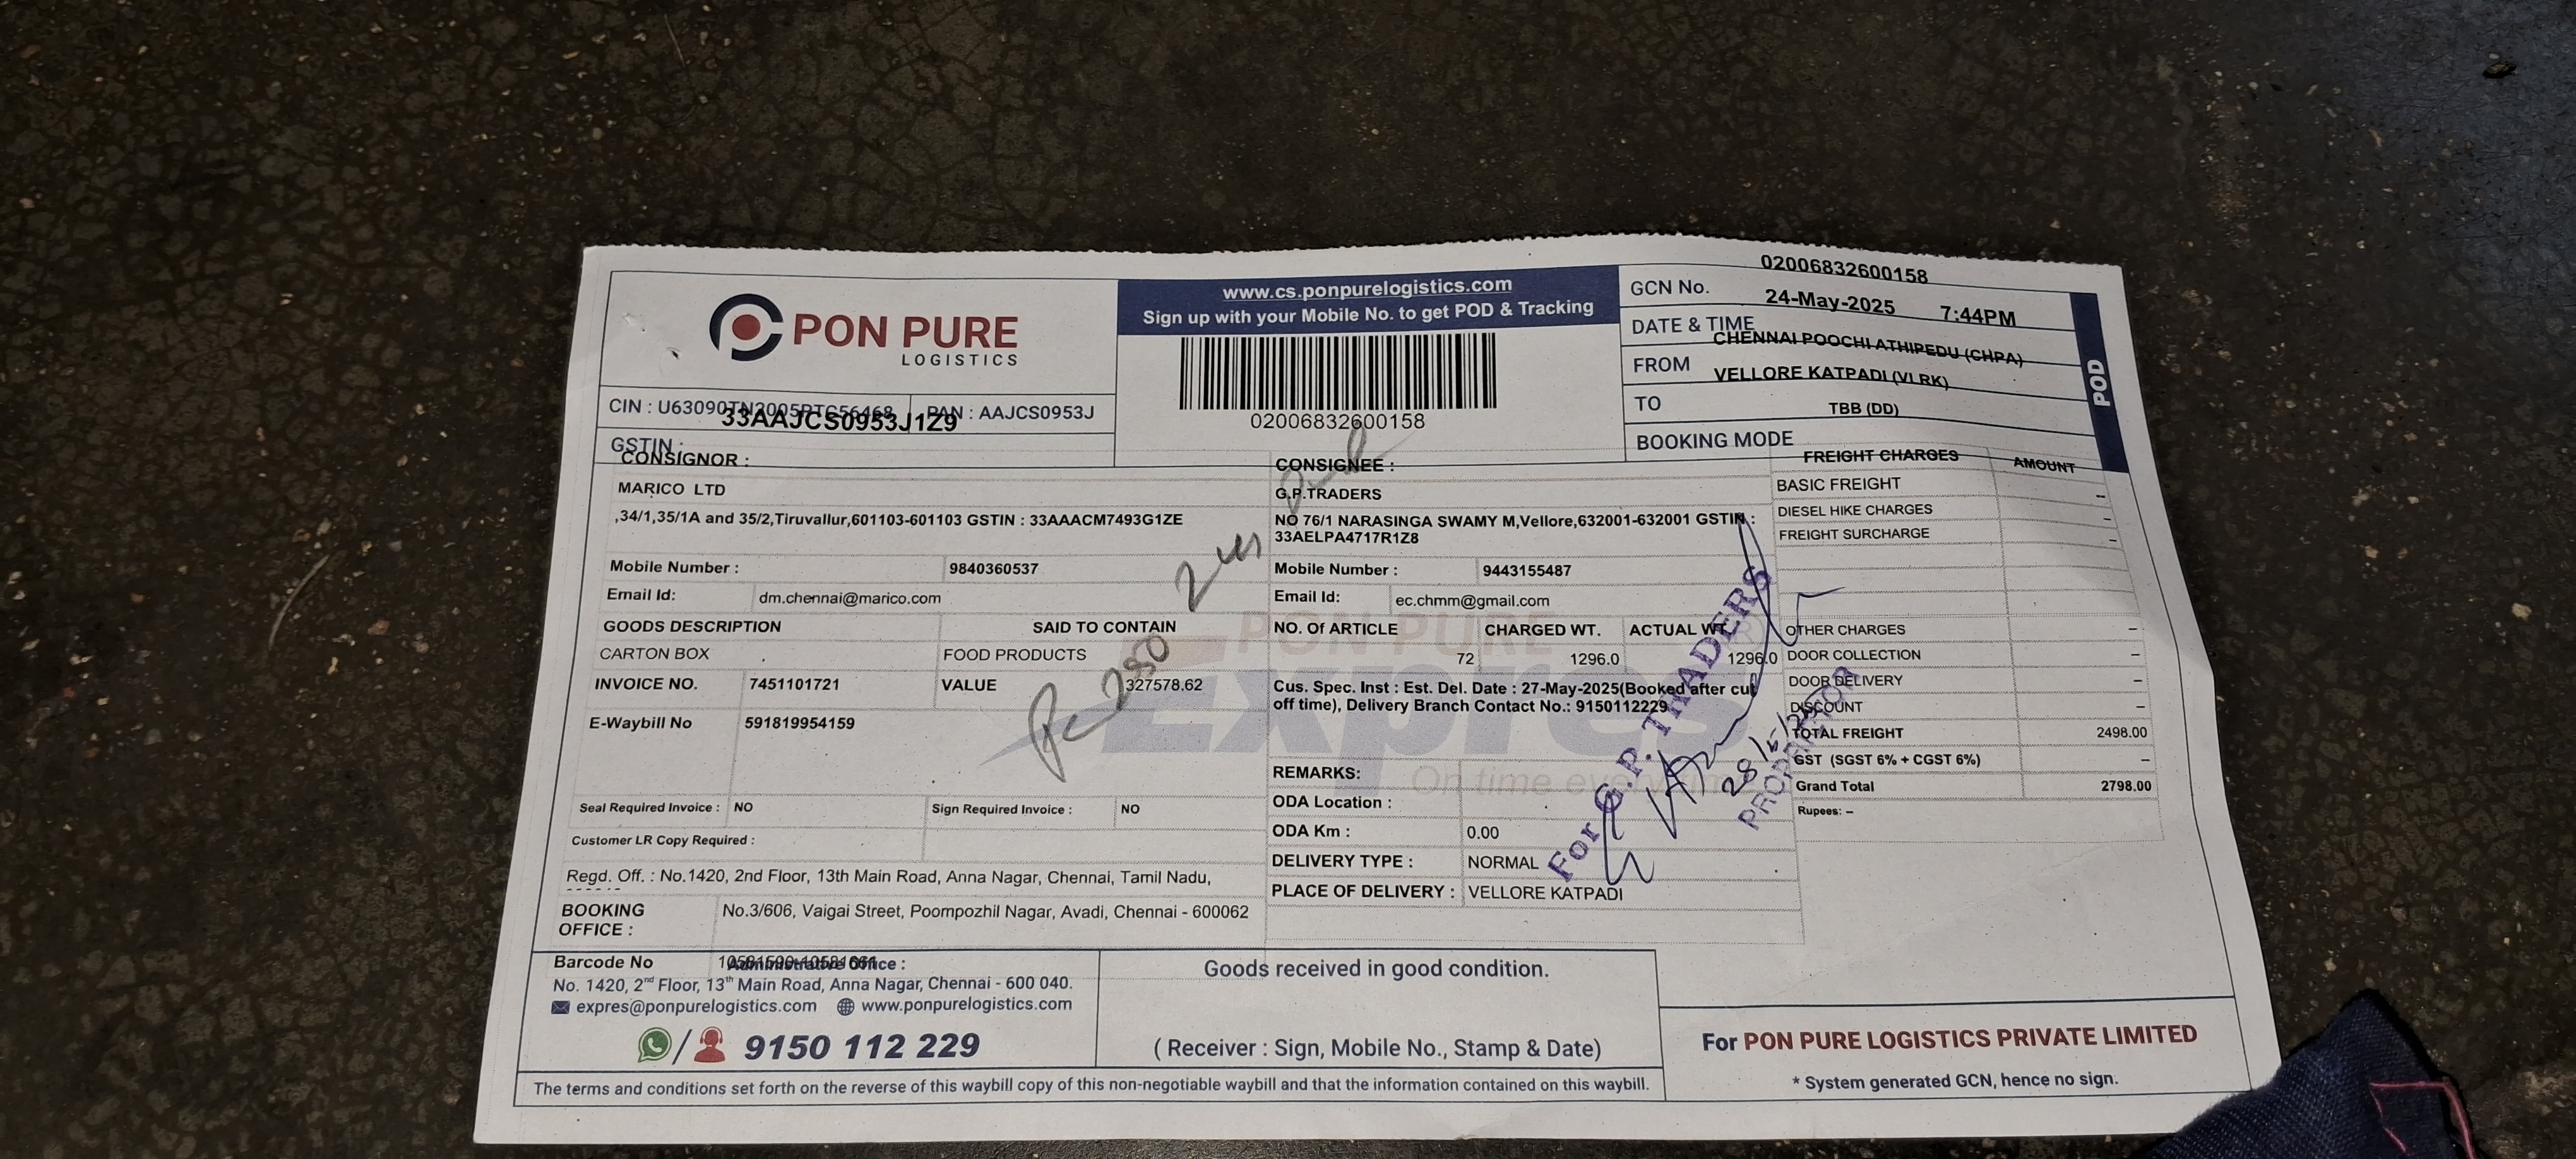 PON PURE
LOGISTICS
www.cs.ponpurelogistics.com
Sign up with your Mobile No. to get POD & Tracking
02006832600158
GCN No. 02006832600158
DATE & TIME 24-May-2025 7:44PM
FROM CHENNAI POOCHI ATHIPEDU (CHPA)
TO VELLORE KATPADI (VLRK)
BOOKING MODE TBB (DD)
POD
CIN : PAN : AAJCS0953J
GSTIN : 33AAJCS0953J1Z9
CONSIGNOR :
MARICO LTD
,34/1,35/1A and 35/2,Tiruvallur,601103-601103 GSTIN : 33AAACM7493G1ZE
Mobile Number : 9840360537
Email Id: dm.chennai@marico.com
CONSIGNEE :
G.P.TRADERS
NO 76/1 NARASINGA SWAMY M,Vellore,632001-632001 GSTIN :
33AELPA4717R1Z8
Mobile Number : 9443155487
Email Id: ec.chmm@gmail.com
FREIGHT CHARGES AMOUNT
BASIC FREIGHT --
DIESEL HIKE CHARGES –
FREIGHT SURCHARGE –
OTHER CHARGES –
DOOR COLLECTION –
DOOR DELIVERY –
DISCOUNT –
TOTAL FREIGHT 2498.00
GST (SGST 6% + CGST 6%) –
Grand Total 2798.00
Rupees: –
GOODS DESCRIPTION SAID TO CONTAIN NO. Of ARTICLE CHARGED WT. ACTUAL WT.
CARTON BOX FOOD PRODUCTS 72 1296.0 1296.0
INVOICE NO. 7451101721 VALUE 327578.62
E-Waybill No 591819954159
Cus. Spec. Inst : Est. Del. Date : 27-May-2025(Booked after cut
off time), Delivery Branch Contact No.: 9150112229
PON PURE
Expres
On time every
REMARKS:
ODA Location :
ODA Km : 0.00
DELIVERY TYPE : NORMAL
PLACE OF DELIVERY : VELLORE KATPADI
For G.P. TRADERS
28/5/25
PROPRIETOR
Seal Required Invoice : NO Sign Required Invoice : NO
Customer LR Copy Required :
Regd. Off. : No.1420, 2nd Floor, 13th Main Road, Anna Nagar, Chennai, Tamil Nadu,
BOOKING OFFICE : No.3/606, Vaigai Street, Poompozhil Nagar, Avadi, Chennai - 600062
Barcode No
Administrative Office :
No. 1420, 2nd Floor, 13th Main Road, Anna Nagar, Chennai - 600 040.
expres@ponpurelogistics.com www.ponpurelogistics.com
9150 112 229
Goods received in good condition.
( Receiver : Sign, Mobile No., Stamp & Date)
For PON PURE LOGISTICS PRIVATE LIMITED
* System generated GCN, hence no sign.
The terms and conditions set forth on the reverse of this waybill copy of this non-negotiable waybill and that the information contained on this waybill.